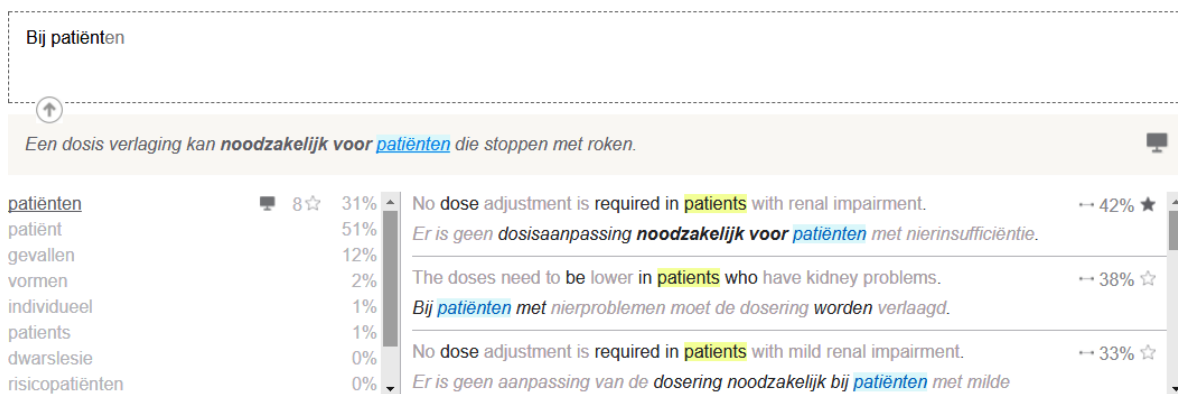 Bij patiënten
Een dosis verlaging kan noodzakelijk voor patiënten die stoppen met roken.
patiënten 8 31%
patiënt 51%
gevallen 12%
vormen 2%
individueel 1%
patients 1%
dwarslesie 0%
risicopatiënten 0%
No dose adjustment is required in patients with renal impairment. 42%
Er is geen dosisaanpassing noodzakelijk voor patiënten met nierinsufficiëntie.
The doses need to be lower in patients who have kidney problems. 38%
Bij patiënten met nierproblemen moet de dosering worden verlaagd.
No dose adjustment is required in patients with mild renal impairment. 33%
Er is geen aanpassing van de dosering noodzakelijk bij patiënten met milde